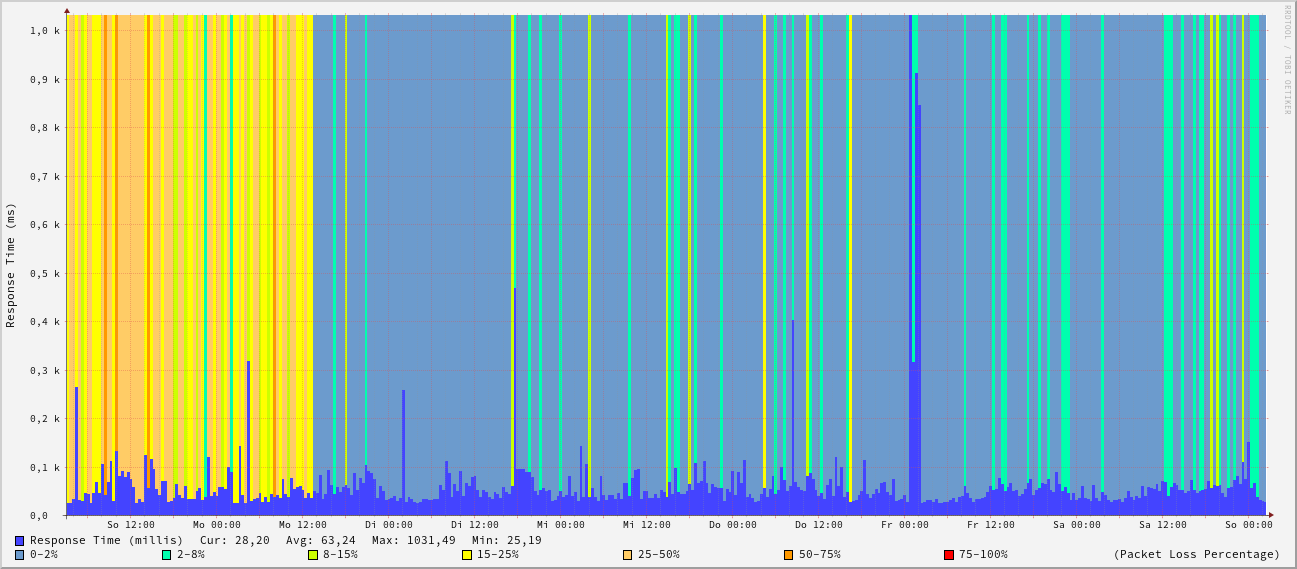 RRDTOOL / TOBI OETIKER
Response Time (ms)
1,0 k
0,9 k
0,8 k
0,7 k
0,6 k
0,5 k
0,4 k
0,3 k
0,2 k
0,1 k
0,0
So 12:00 Mo 00:00 Mo 12:00 Di 00:00 Di 12:00 Mi 00:00 Mi 12:00 Do 00:00 Do 12:00 Fr 00:00 Fr 12:00 Sa 00:00 Sa 12:00 So 00:00
Response Time (millis) Cur: 28,20 Avg: 63,24 Max: 1031,49 Min: 25,19
0-2% 2-8% 8-15% 15-25% 25-50% 50-75% 75-100% (Packet Loss Percentage)